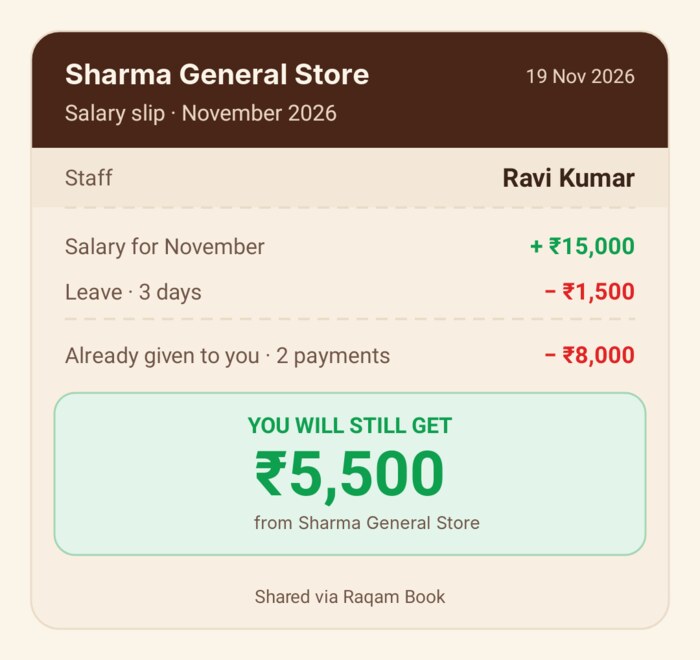 Sharma General Store 19 Nov 2026
Salary slip · November 2026
Staff Ravi Kumar
Salary for November + ₹15,000
Leave · 3 days − ₹1,500
Already given to you · 2 payments − ₹8,000
YOU WILL STILL GET
₹5,500
from Sharma General Store
Shared via Raqam Book